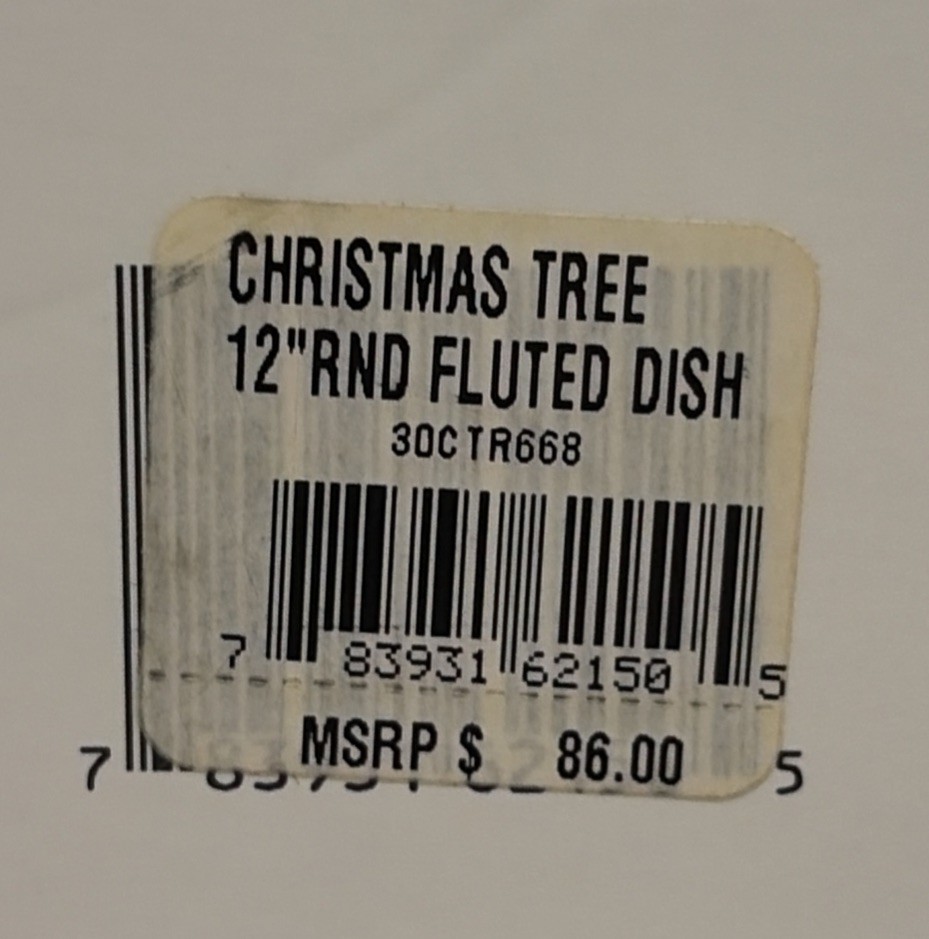 CHRISTMAS TREE
12"RND FLUTED DISH
30CTR668
7 83931 62150 5
MSRP $ 86.00
7 5